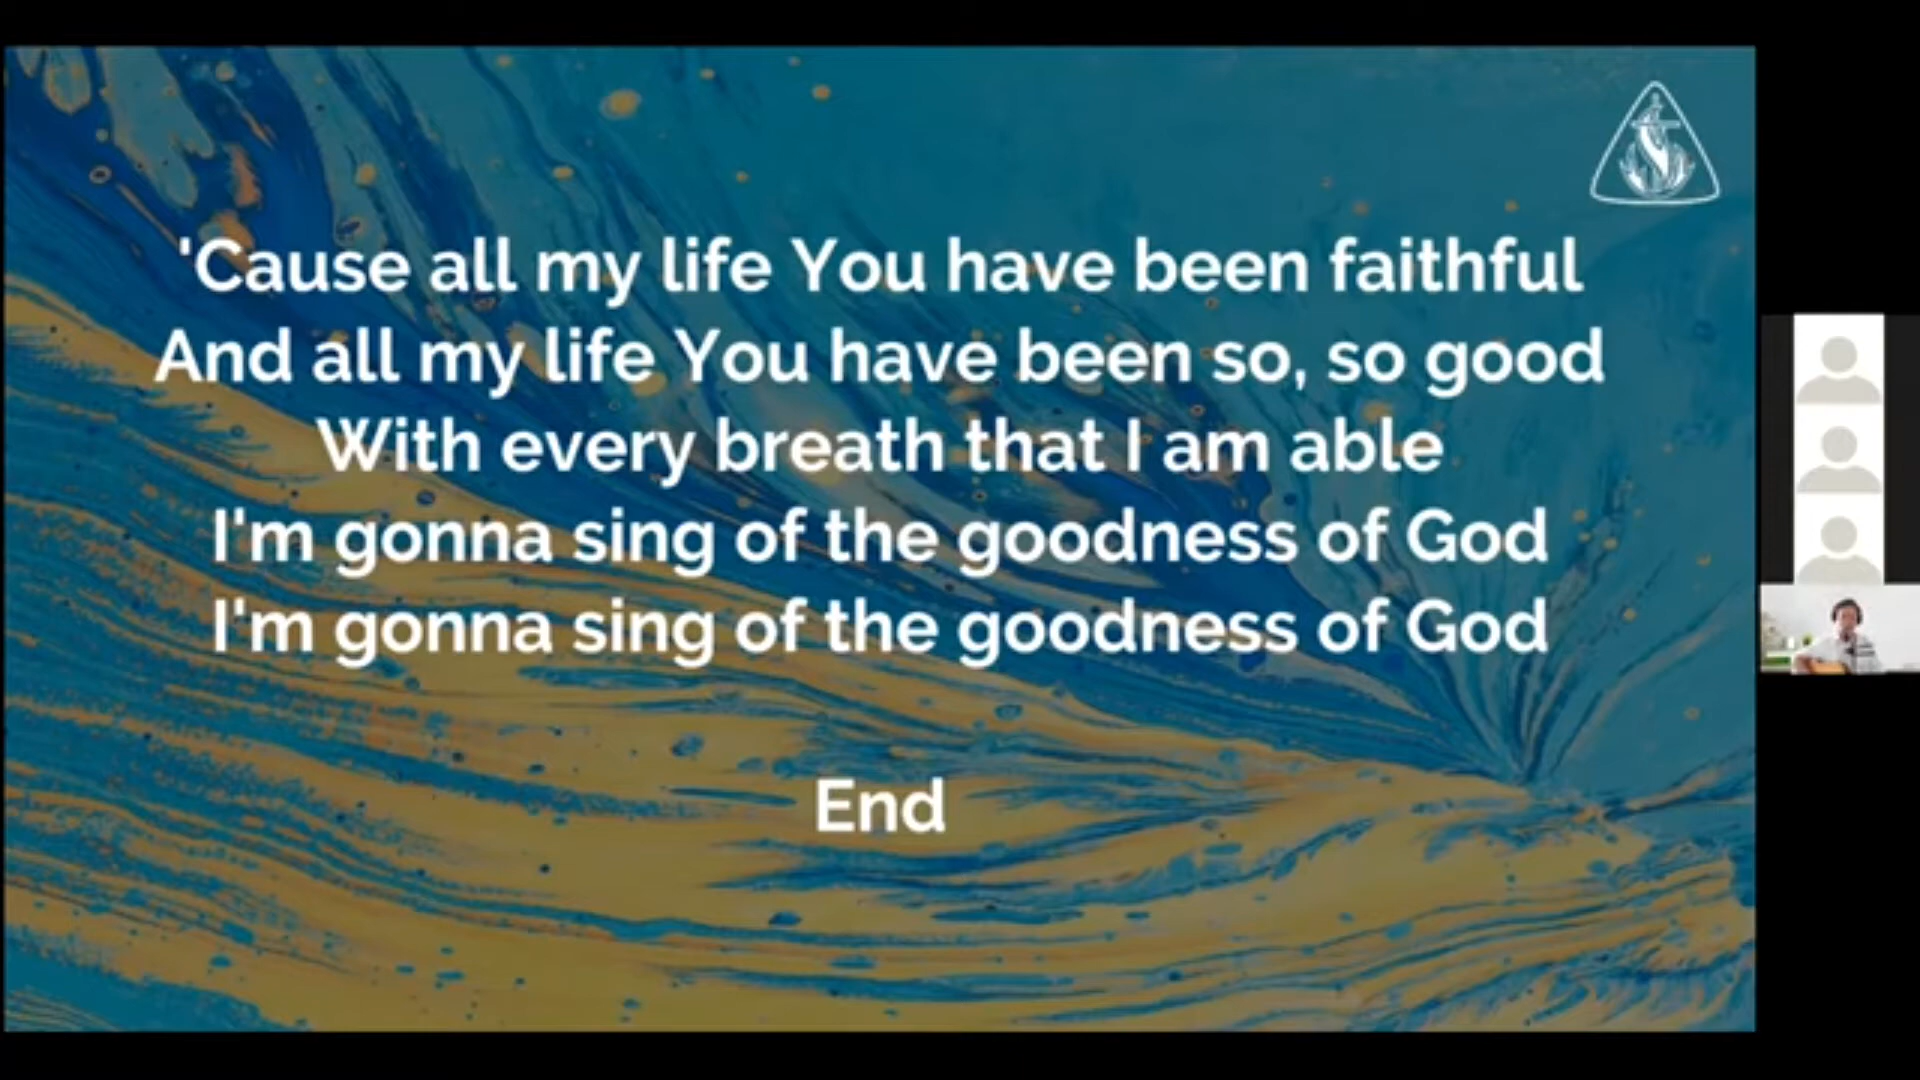 'Cause all my life You have been faithful
And all my life You have been so, so good
With every breath that I am able
I'm gonna sing of the goodness of God
I'm gonna sing of the goodness of God
End